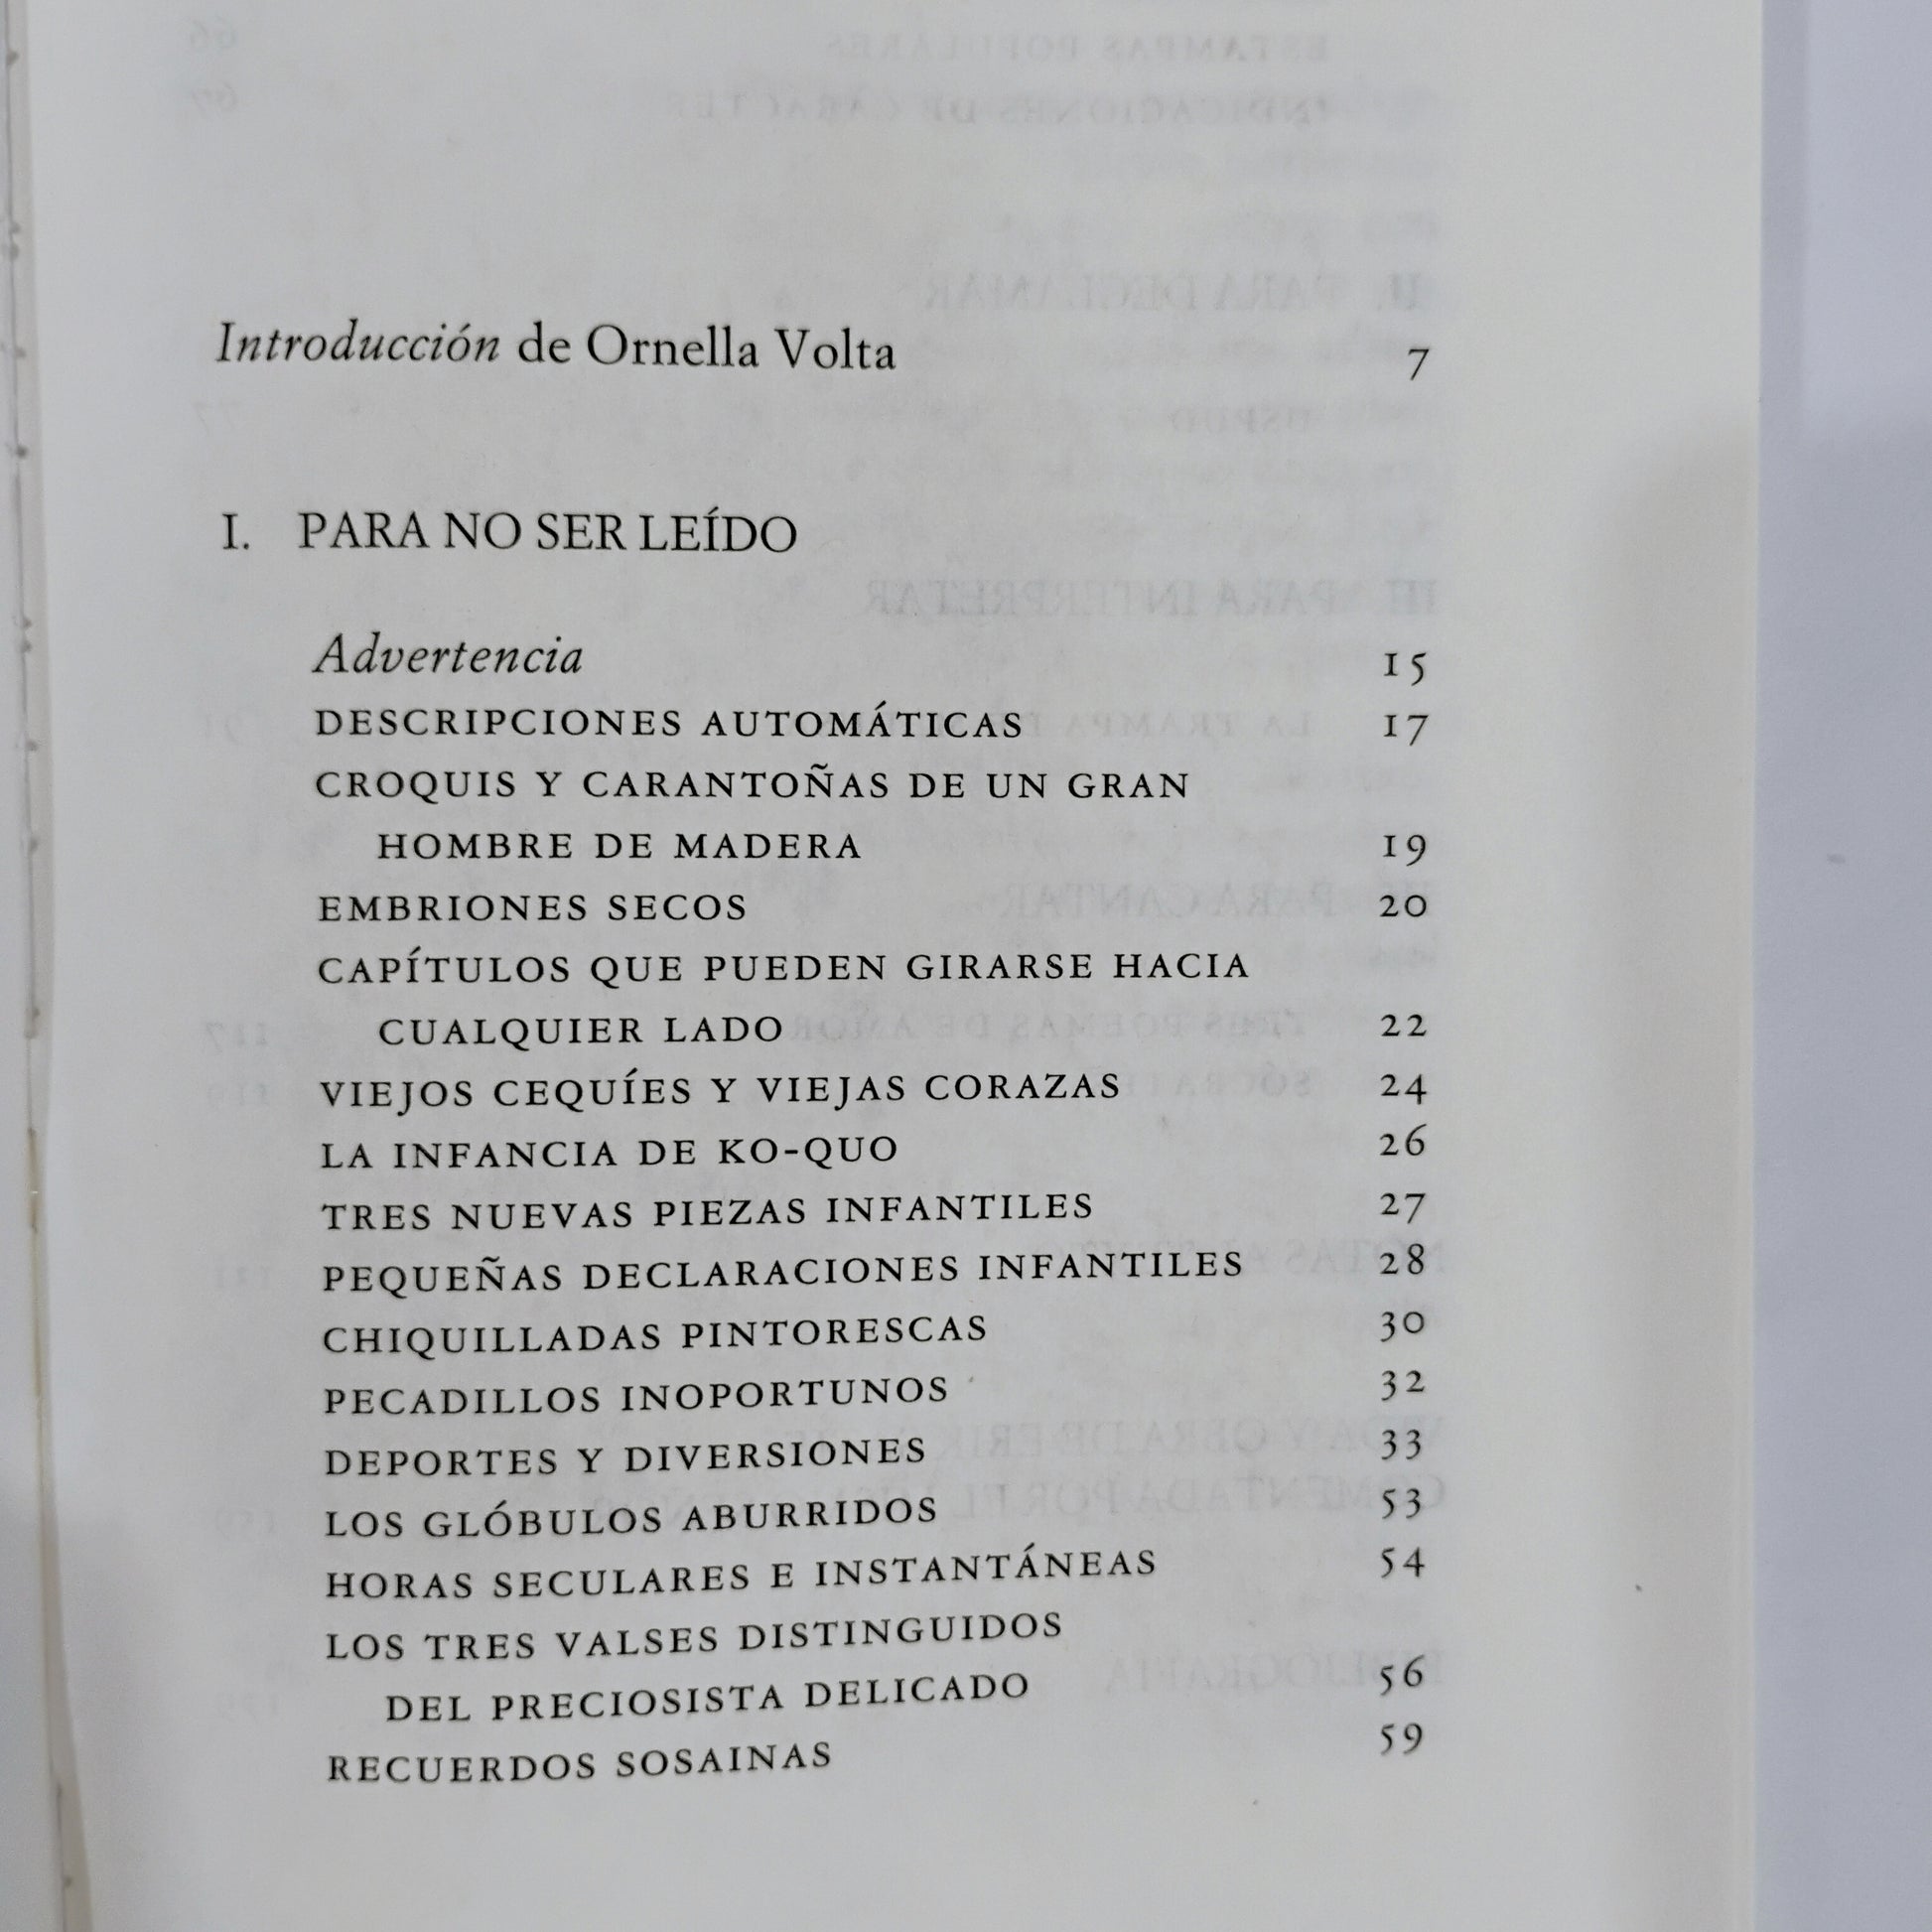 Introducción de Ornella Volta 7
I. PARA NO SER LEÍDO
Advertencia 15
DESCRIPCIONES AUTOMÁTICAS 17
CROQUIS Y CARANTOÑAS DE UN GRAN
HOMBRE DE MADERA 19
EMBRIONES SECOS 20
CAPÍTULOS QUE PUEDEN GIRARSE HACIA
CUALQUIER LADO 22
VIEJOS CEQUÍES Y VIEJAS CORAZAS 24
LA INFANCIA DE KO-QUO 26
TRES NUEVAS PIEZAS INFANTILES 27
PEQUEÑAS DECLARACIONES INFANTILES 28
CHIQUILLADAS PINTORESCAS 30
PECADILLOS INOPORTUNOS 32
DEPORTES Y DIVERSIONES 33
LOS GLÓBULOS ABURRIDOS 53
HORAS SECULARES E INSTANTÁNEAS 54
LOS TRES VALSES DISTINGUIDOS
DEL PRECIOSISTA DELICADO 56
RECUERDOS SOSAINAS 59